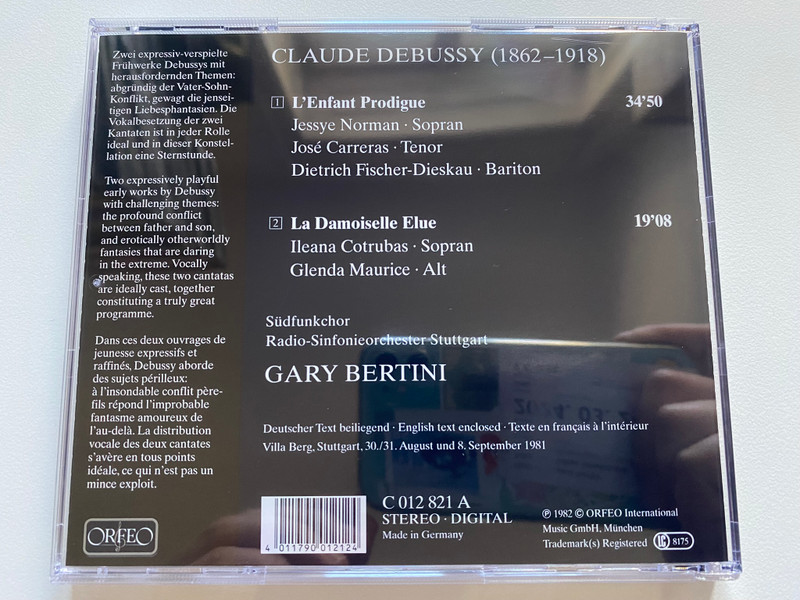 Zwei expressiv-verspielte
Frühwerke Debussys mit
herausfordernden Themen:
abgründig der Vater-Sohn-
Konflikt, gewagt die jensei-
tigen Liebesphantasien. Die
Vokalbesetzung der zwei
Kantaten ist in jeder Rolle
ideal und in dieser Konstel-
lation eine Sternstunde.
Two expressively playful
early works by Debussy
with challenging themes:
the profound conflict
between father and son,
and erotically otherworldly
fantasies that are daring
in the extreme. Vocally
speaking, these two cantatas
are ideally cast, together
constituting a truly great
programme.
Dans ces deux ouvrages de
jeunesse expressifs et
raffinés, Debussy aborde
des sujets périlleux:
à l'insondable conflit père-
fils répond l'improbable
fantasme amoureux de
l'au-delà. La distribution
vocale des deux cantates
s'avère en tous points
idéale, ce qui n'est pas un
mince exploit.
ORFEO
CLAUDE DEBUSSY (1862–1918)
1 L'Enfant Prodigue 34'50
Jessye Norman · Sopran
José Carreras · Tenor
Dietrich Fischer-Dieskau · Bariton
2 La Damoiselle Elue 19'08
Ileana Cotrubas · Sopran
Glenda Maurice · Alt
Südfunkchor
Radio-Sinfonieorchester Stuttgart
GARY BERTINI
Deutscher Text beiliegend · English text enclosed · Texte en français à l'intérieur
Villa Berg, Stuttgart, 30./31. August und 8. September 1981
4 011790 012124
C 012 821 A
STEREO · DIGITAL
Made in Germany
℗ 1982 © ORFEO International
Music GmbH, München
Trademark(s) Registered LC 8175